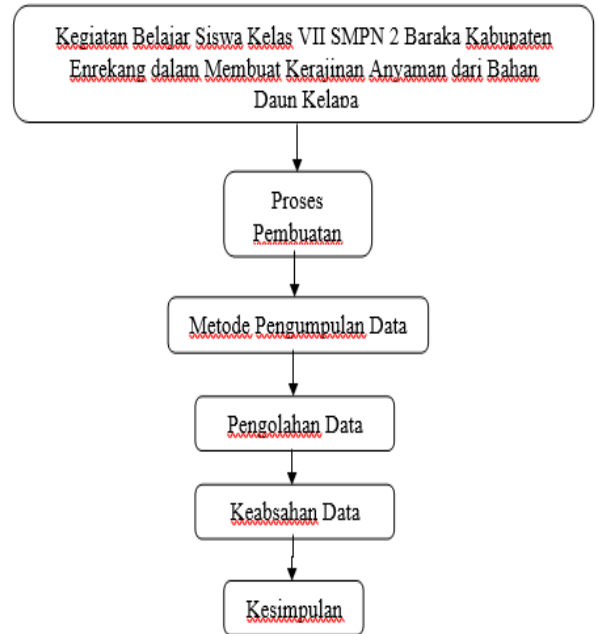 Kegiatan Belajar Siswa Kelas VII SMPN 2 Baraka Kabupaten
Enrekang dalam Membuat Kerajinan Anyaman dari Bahan
Daun Kelapa
Proses
Pembuatan
Metode Pengumpulan Data
Pengolahan Data
Keabsahan Data
Kesimpulan